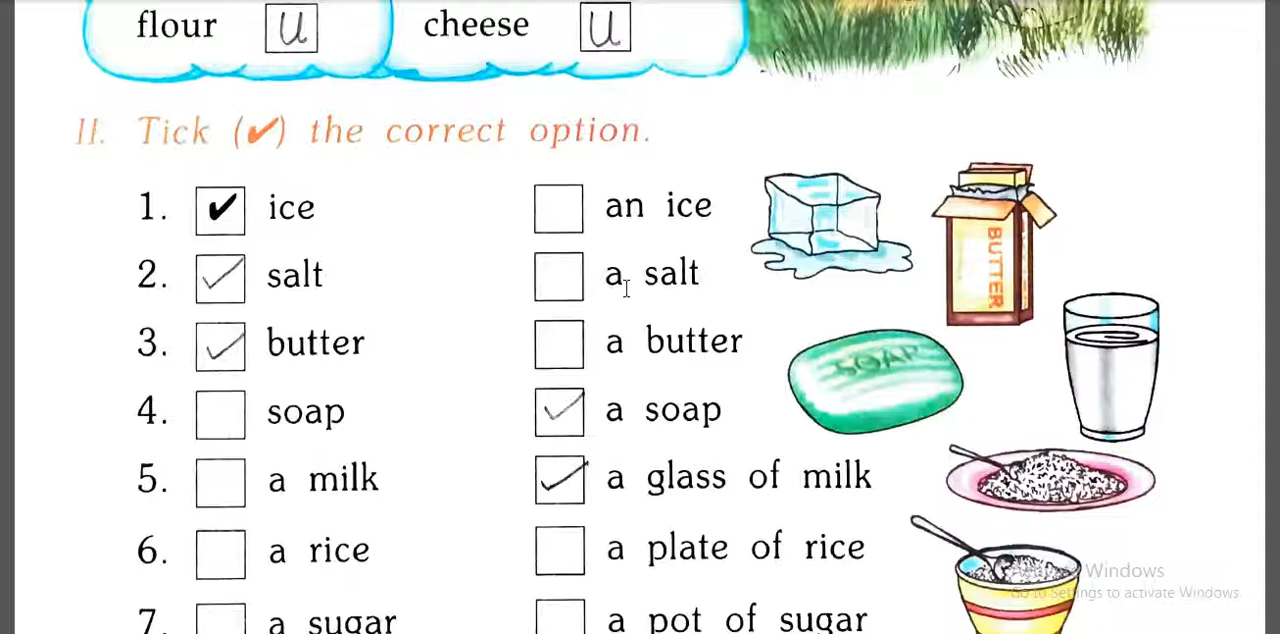 flour u cheese u
II. Tick (✔) the correct option.
1. ✔ ice an ice
2. ✓ salt a salt
3. ✓ butter a butter
4. soap ✓ a soap
5. a milk ✓ a glass of milk
6. a rice a plate of rice
7. a sugar a pot of sugar
BUTTER
SOAP
Windows
Go to Settings to activate Windows